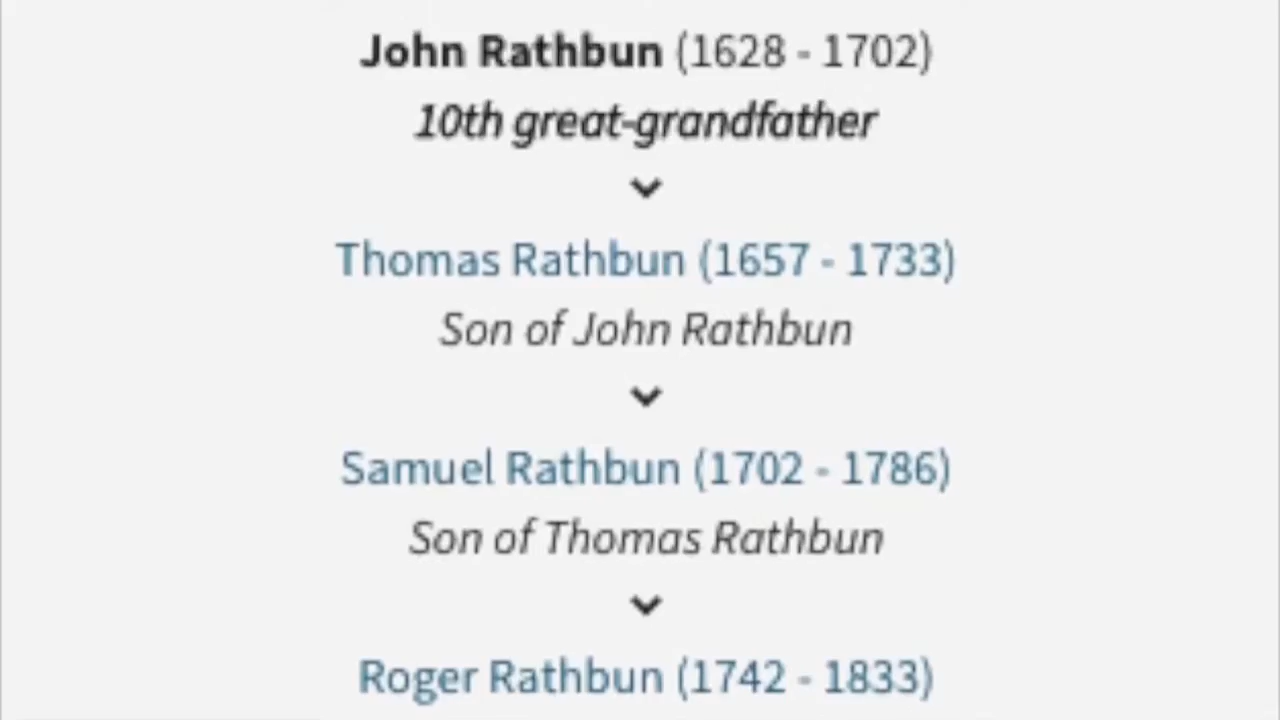 John Rathbun (1628 - 1702)
10th great-grandfather
Thomas Rathbun (1657 - 1733)
Son of John Rathbun
Samuel Rathbun (1702 - 1786)
Son of Thomas Rathbun
Roger Rathbun (1742 - 1833)